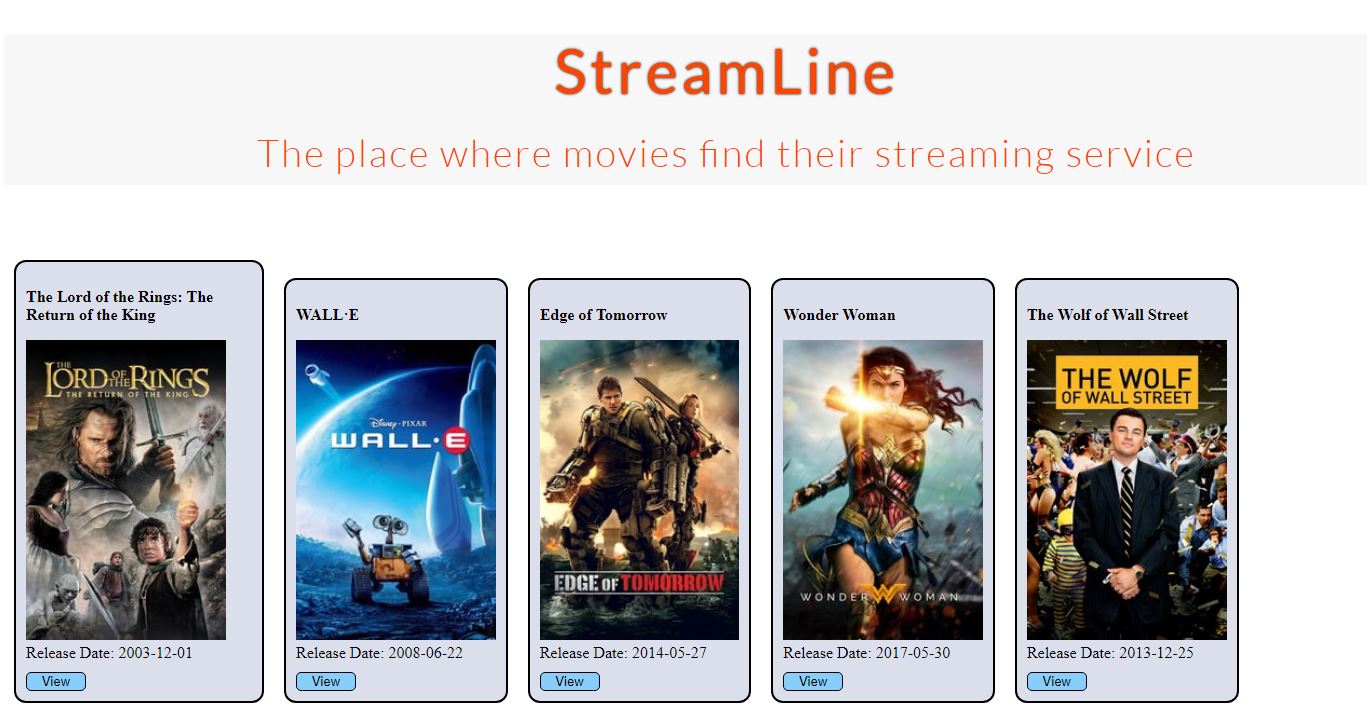 StreamLine
The place where movies find their streaming service
The Lord of the Rings: The
Return of the King
THE
LORD OF THE RINGS
THE RETURN OF THE KING
Release Date: 2003-12-01
View
WALL·E
Disney · PIXAR
WALL·E
Release Date: 2008-06-22
View
Edge of Tomorrow
EDGE OF TOMORROW
Release Date: 2014-05-27
View
Wonder Woman
WONDER WOMAN
Release Date: 2017-05-30
View
The Wolf of Wall Street
THE WOLF
OF WALL STREET
Release Date: 2013-12-25
View